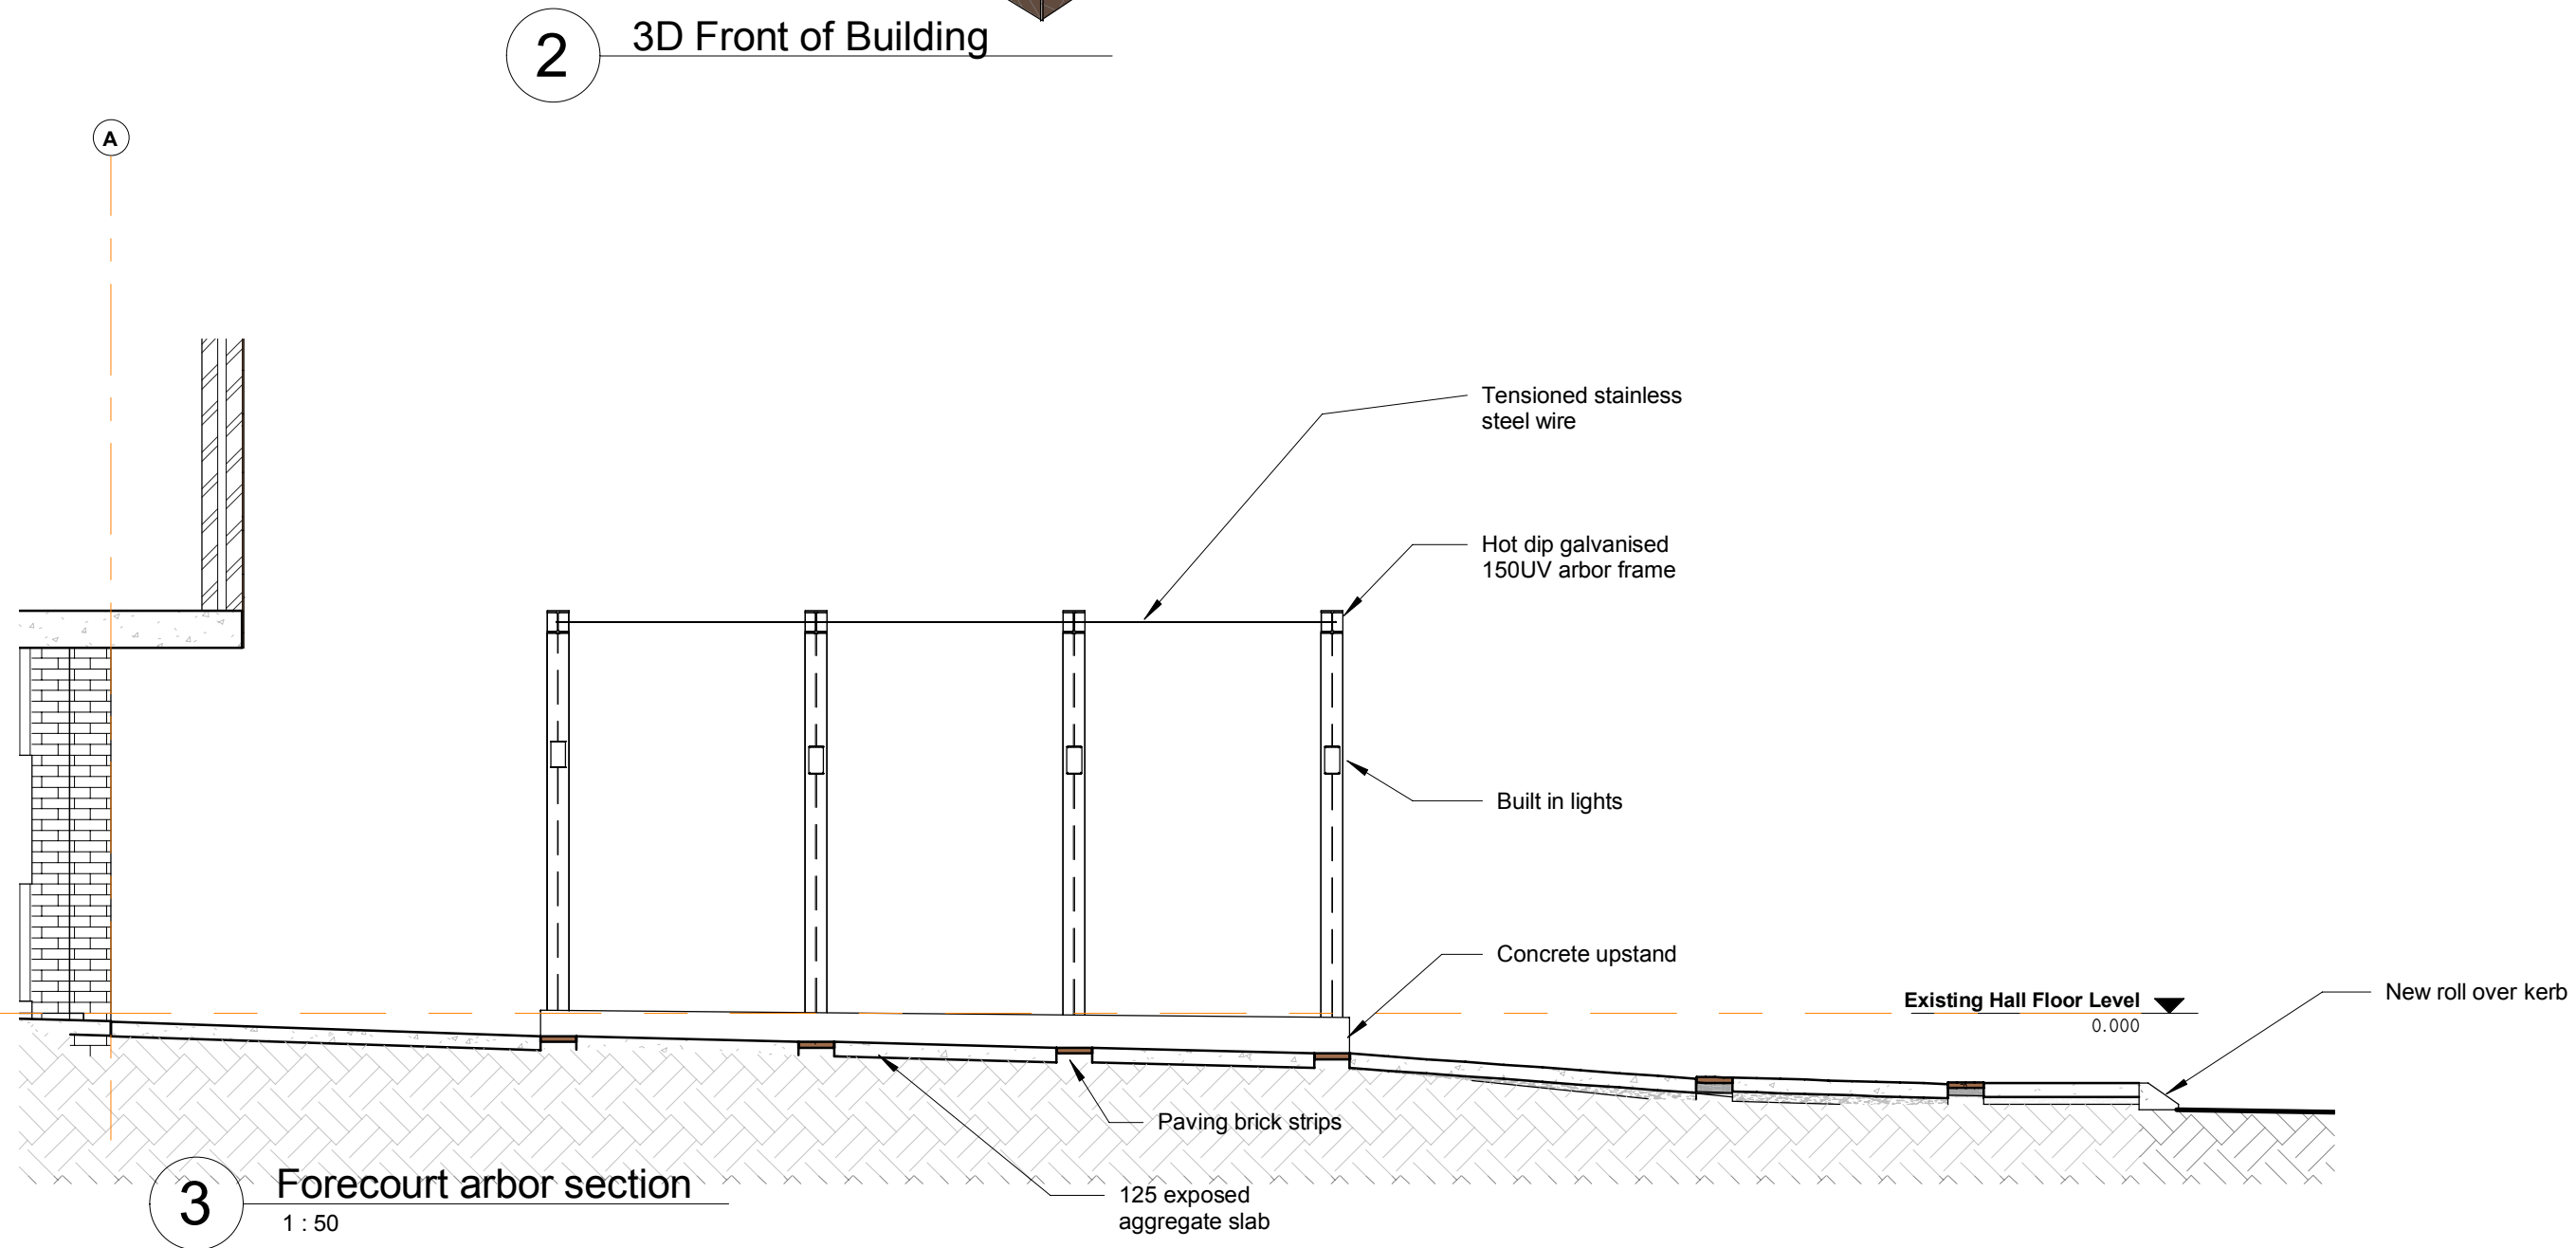 2
3D Front of Building
A
Tensioned stainless
steel wire
Hot dip galvanised
150UV arbor frame
Built in lights
Concrete upstand
Existing Hall Floor Level
0.000
New roll over kerb
Paving brick strips
125 exposed
aggregate slab
3
Forecourt arbor section
1 : 50